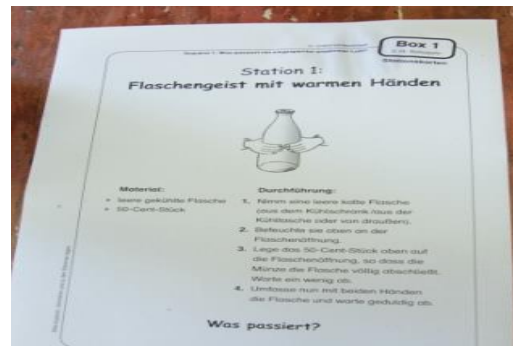 Box 1
Stationskarten
Station 1:
Flaschengeist mit warmen Händen
Material:
• leere gekühlte Flasche
• 50-Cent-Stück
Durchführung:
1. Nimm eine leere kalte Flasche
(aus dem Kühlschrank/aus der
Kühltasche oder von draußen).
2. Befeuchte sie oben an der
Flaschenöffnung.
3. Lege das 50-Cent-Stück oben auf
die Flaschenöffnung, so dass die
Münze die Flasche völlig abschließt.
Warte ein wenig ab.
4. Umfasse nun mit beiden Händen
die Flasche und warte geduldig ab.
Was passiert?